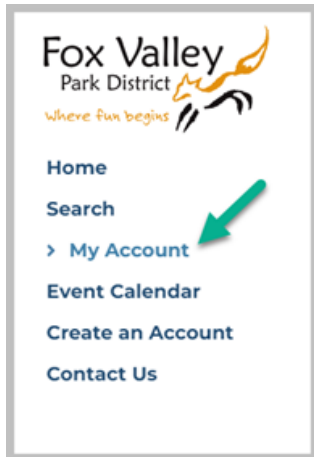 Fox Valley
Park District
Where fun begins
Home
Search
> My Account
Event Calendar
Create an Account
Contact Us